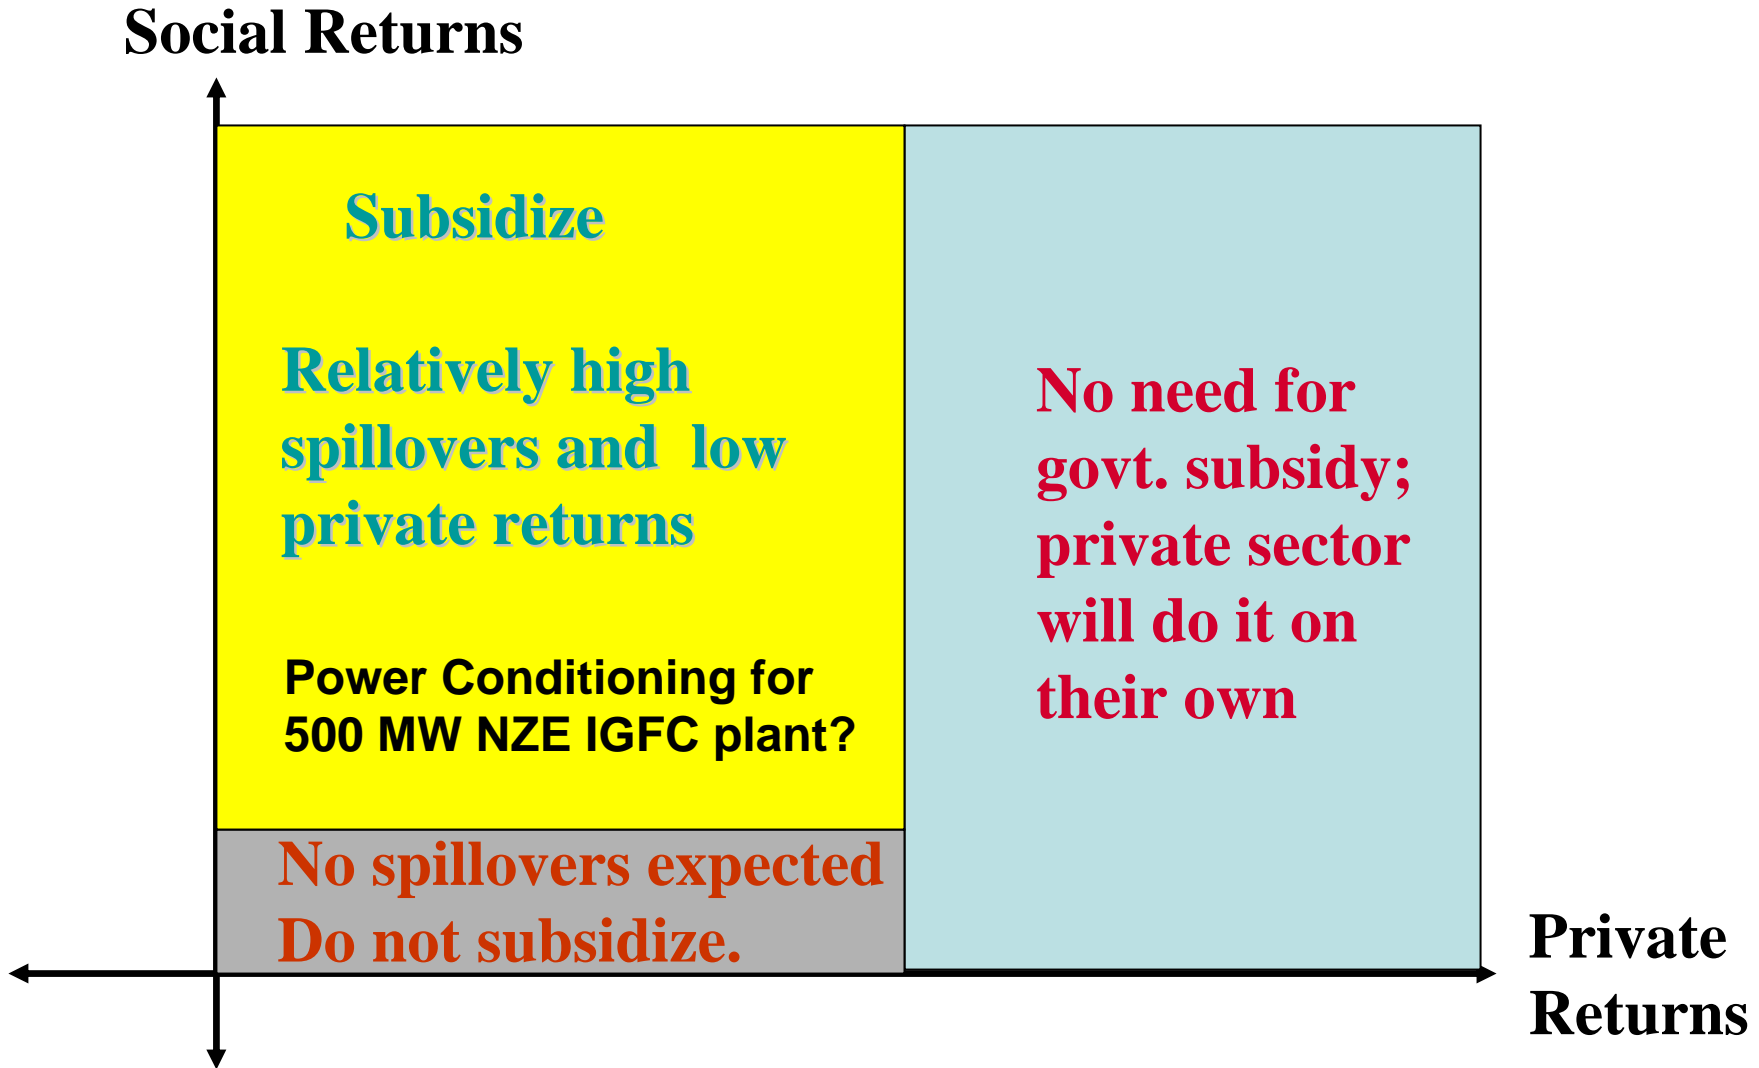 Social Returns
Subsidize
Relatively high
spillovers and low
private returns
Power Conditioning for
500 MW NZE IGFC plant?
No spillovers expected
Do not subsidize.
No need for
govt. subsidy;
private sector
will do it on
their own
Private
Returns